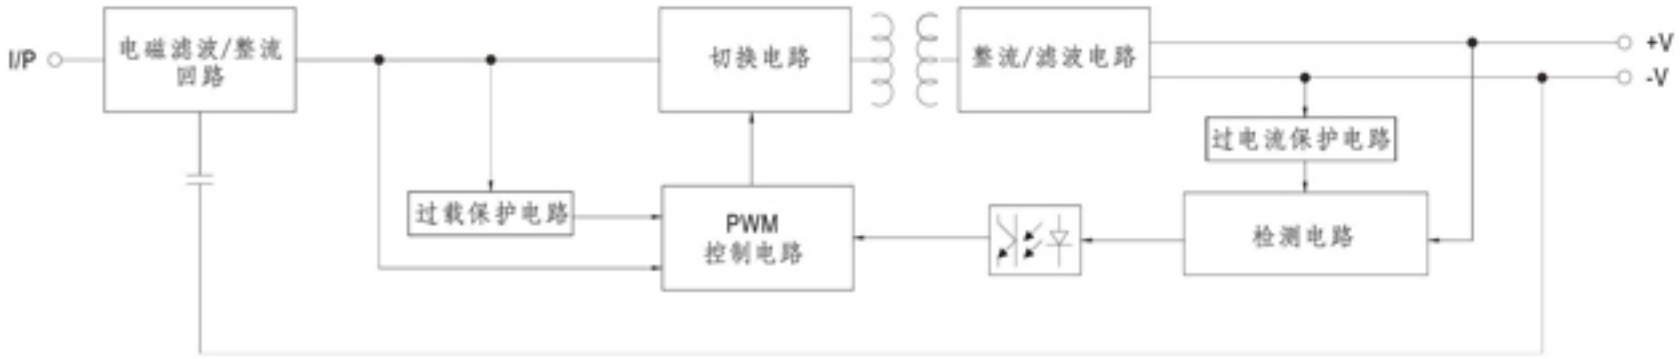 I/P
电磁滤波/整流
回路
切换电路
整流/滤波电路
+V
-V
过电流保护电路
过载保护电路
PWM
控制电路
检测电路